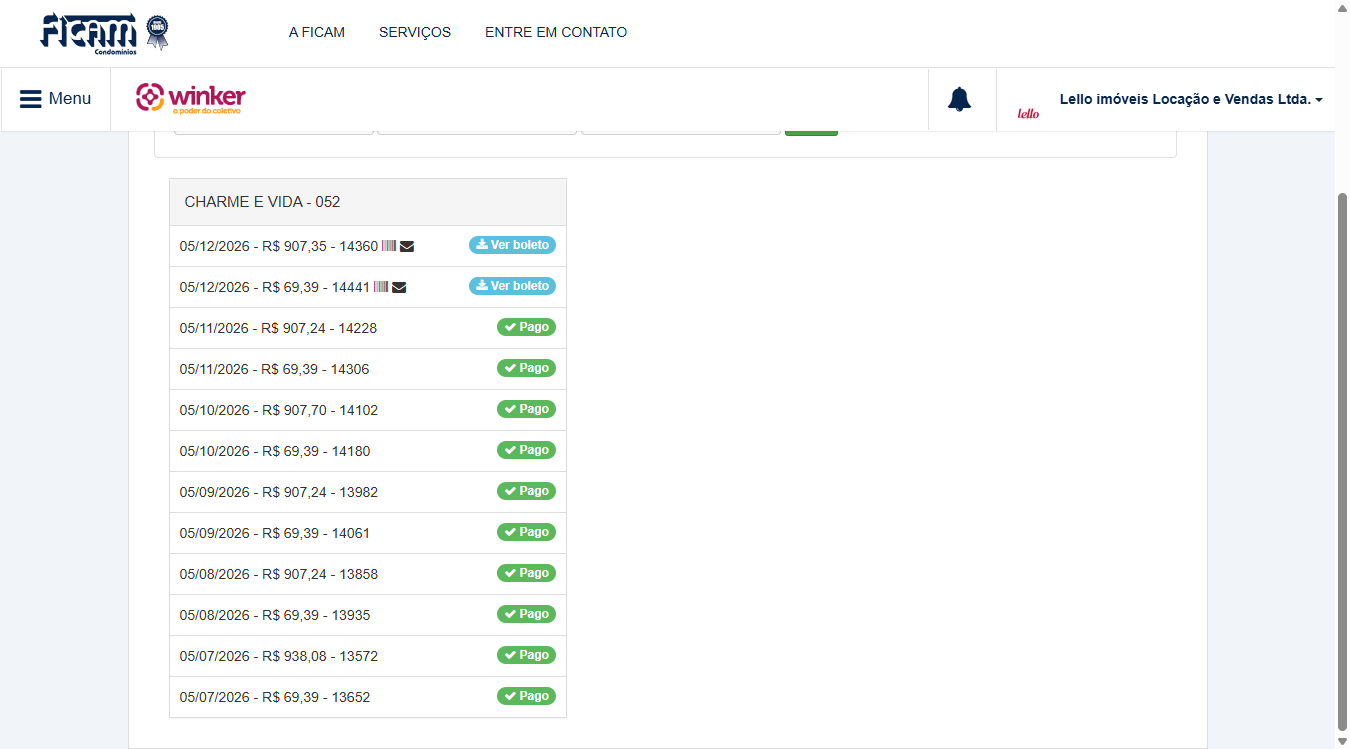 FICAM
DESDE
1985
Condomínios
A FICAM
SERVIÇOS
ENTRE EM CONTATO
Menu
winker
o poder do coletivo
lello
Lello imóveis Locação e Vendas Ltda.
CHARME E VIDA - 052
05/12/2026 - R$ 907,35 - 14360 Ver boleto
05/12/2026 - R$ 69,39 - 14441 Ver boleto
05/11/2026 - R$ 907,24 - 14228 Pago
05/11/2026 - R$ 69,39 - 14306 Pago
05/10/2026 - R$ 907,70 - 14102 Pago
05/10/2026 - R$ 69,39 - 14180 Pago
05/09/2026 - R$ 907,24 - 13982 Pago
05/09/2026 - R$ 69,39 - 14061 Pago
05/08/2026 - R$ 907,24 - 13858 Pago
05/08/2026 - R$ 69,39 - 13935 Pago
05/07/2026 - R$ 938,08 - 13572 Pago
05/07/2026 - R$ 69,39 - 13652 Pago